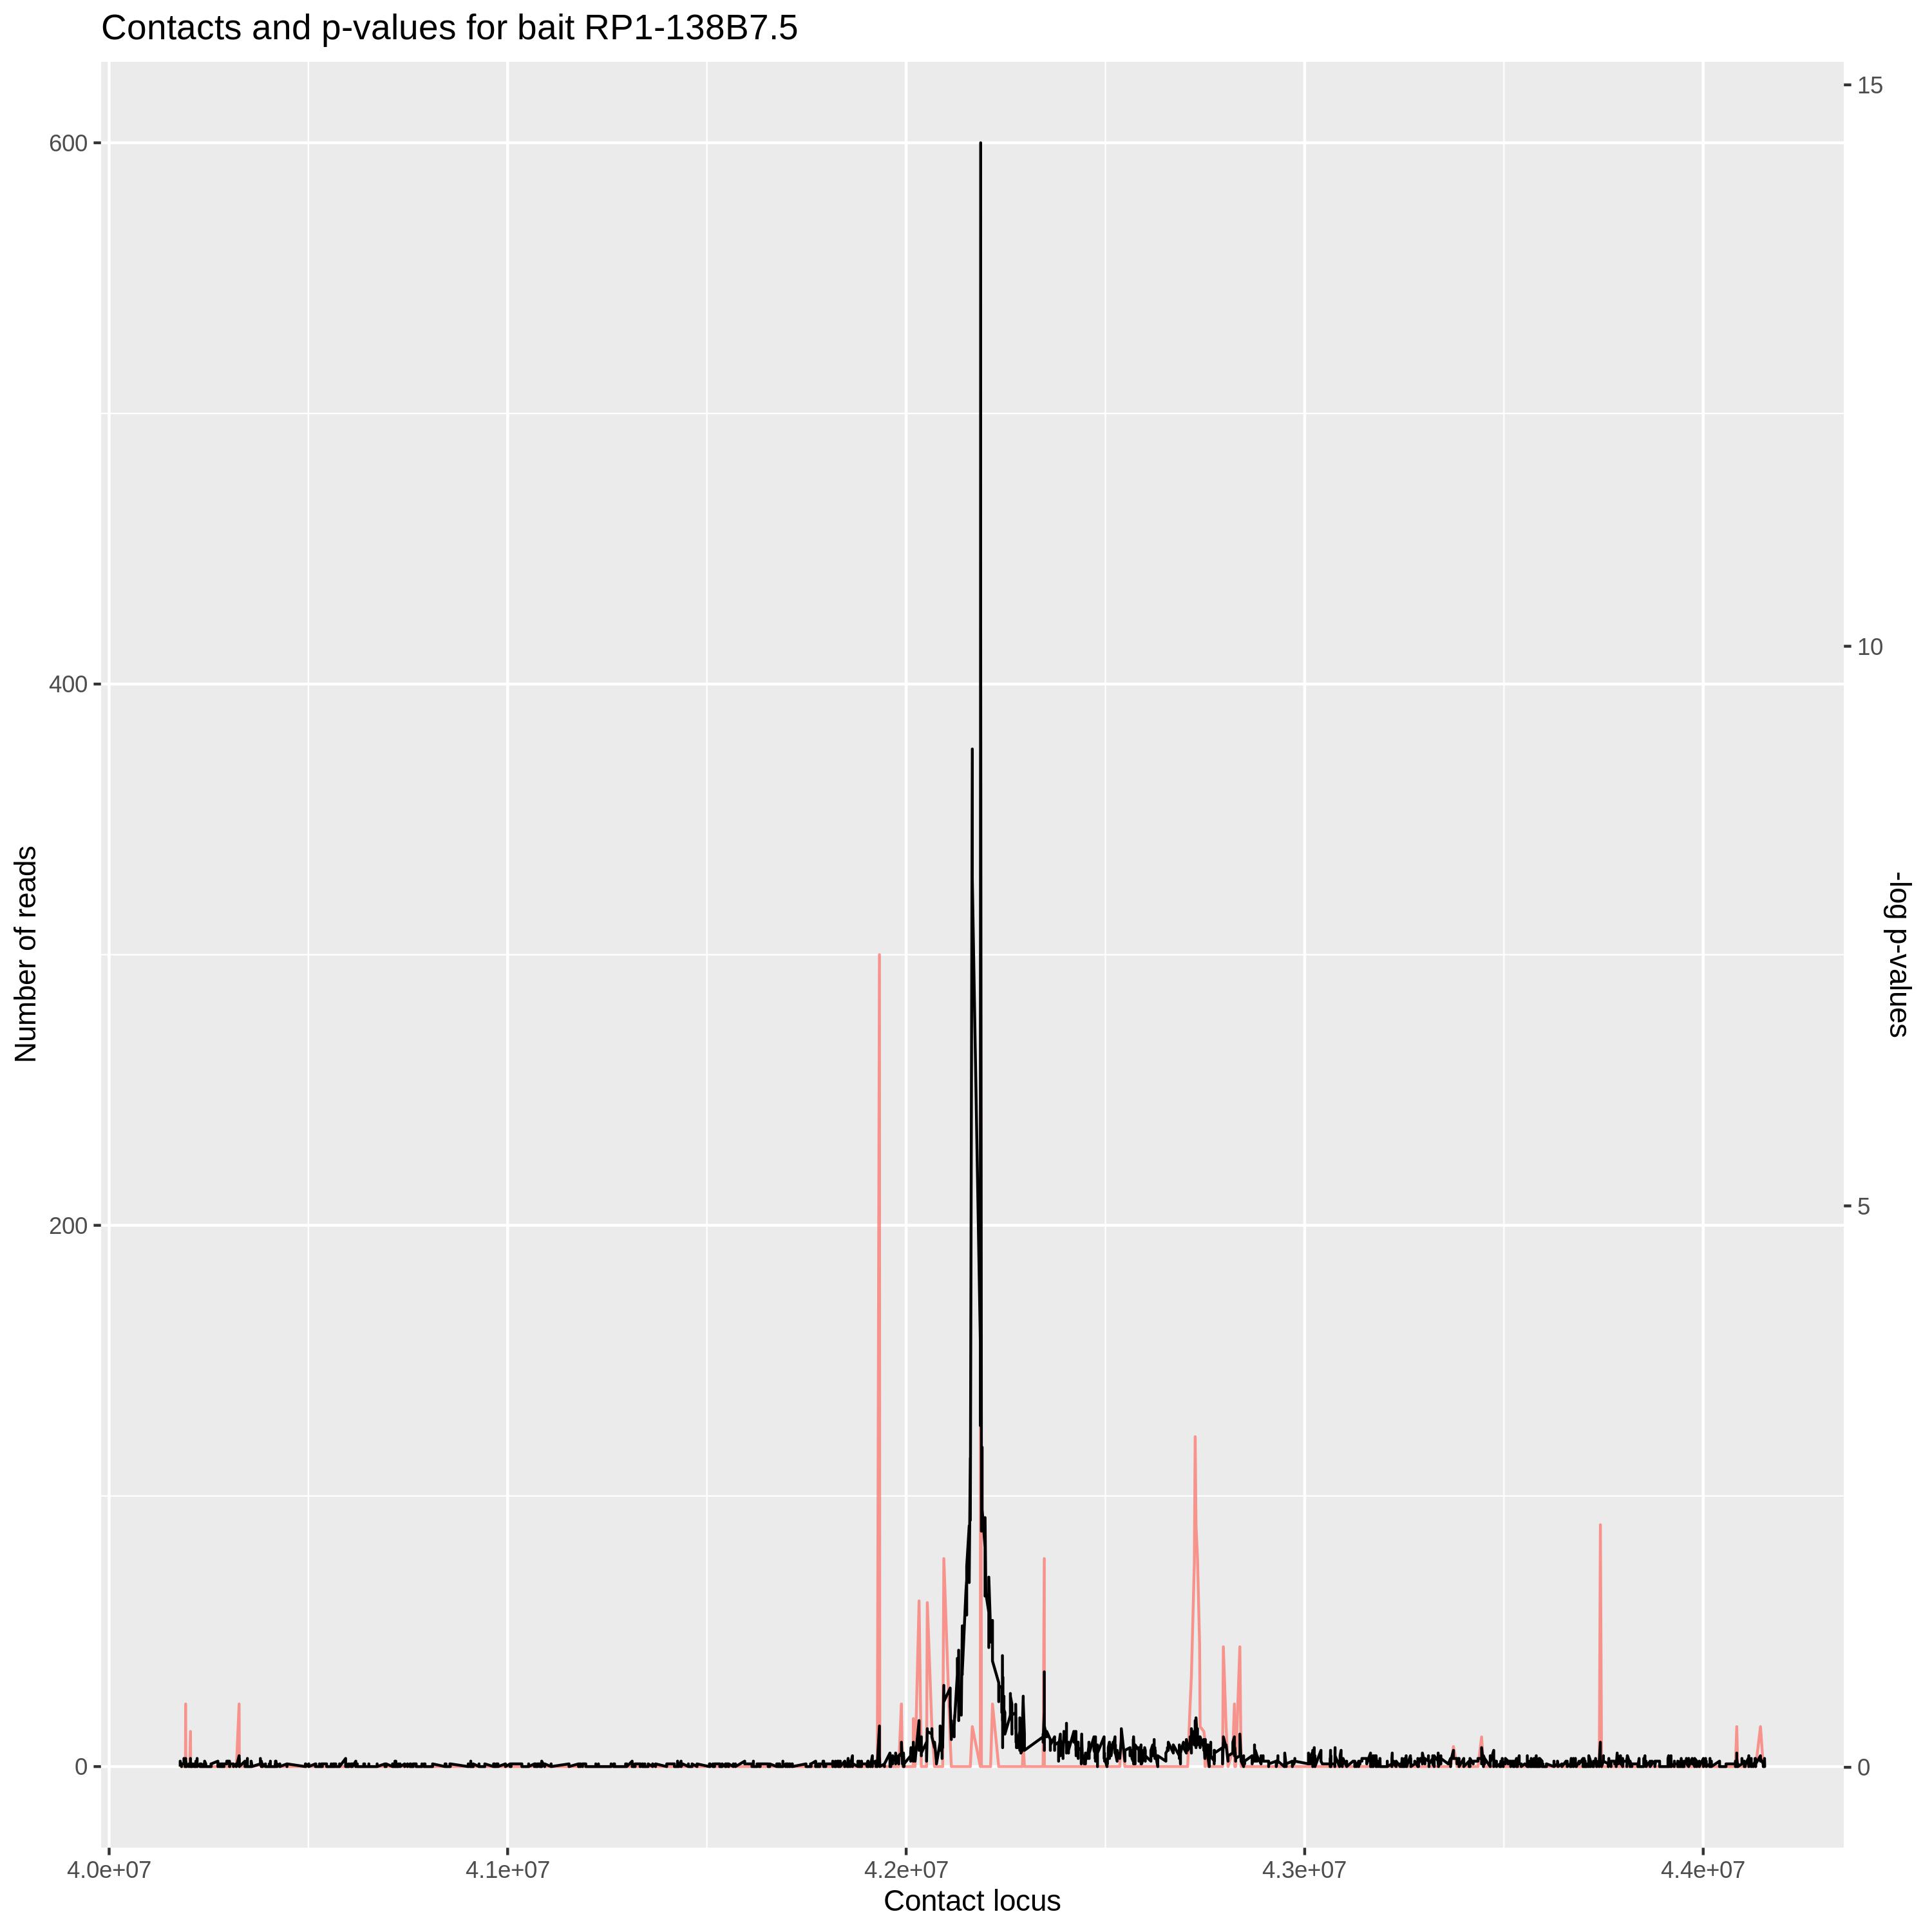 Contacts and p-values for bait RP1-138B7.5
15
600
10
400
Number of reads
-log p-values
5
200
0
0
4.0e+07 4.1e+07 4.2e+07 4.3e+07 4.4e+07
Contact locus